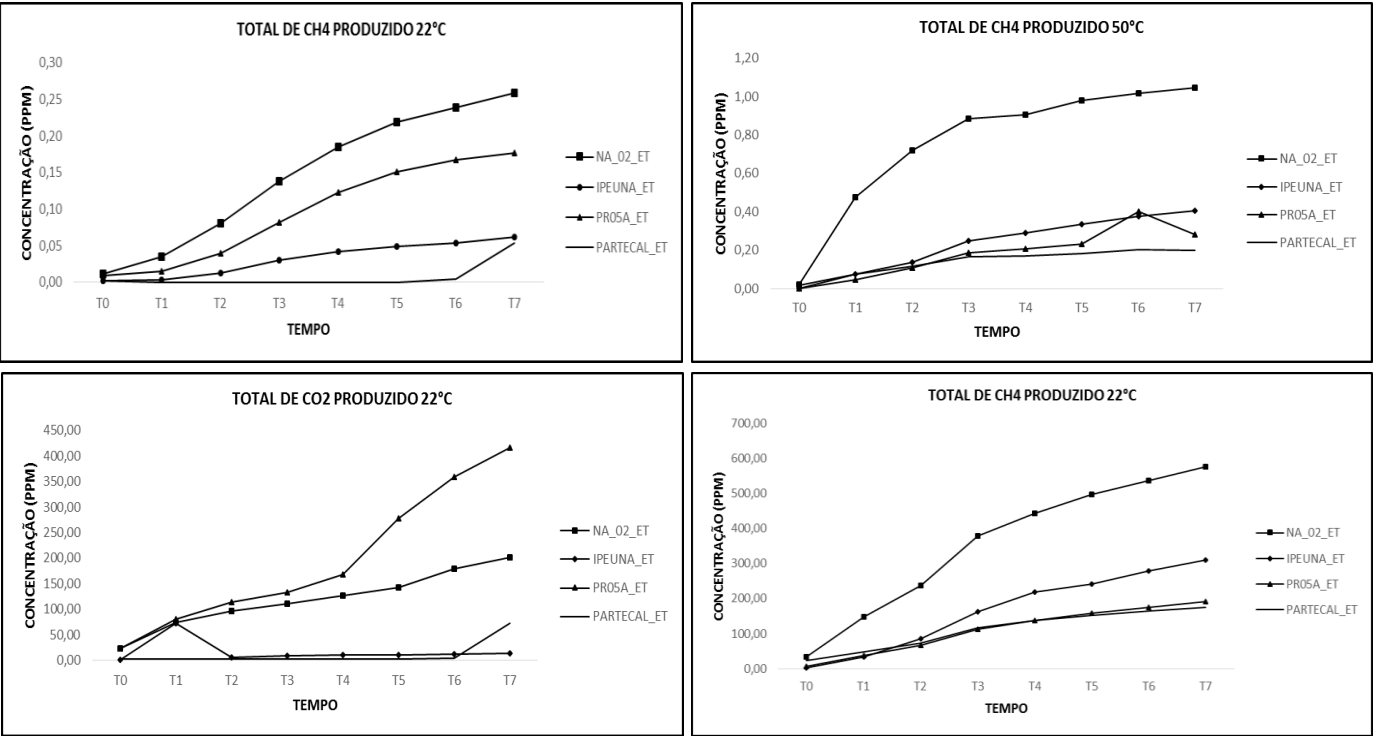 TOTAL DE CH4 PRODUZIDO 22°C
CONCENTRAÇÃO (PPM)
0,30
0,25
0,20
0,15
0,10
0,05
0,00
T0 T1 T2 T3 T4 T5 T6 T7
TEMPO
NA_02_ET
IPEUNA_ET
PR05A_ET
PARTECAL_ET
TOTAL DE CH4 PRODUZIDO 50°C
CONCENTRAÇÃO (PPM)
1,20
1,00
0,80
0,60
0,40
0,20
0,00
T0 T1 T2 T3 T4 T5 T6 T7
TEMPO
NA_02_ET
IPEUNA_ET
PR05A_ET
PARTECAL_ET
TOTAL DE CO2 PRODUZIDO 22°C
CONCENTRAÇÃO (PPM)
450,00
400,00
350,00
300,00
250,00
200,00
150,00
100,00
50,00
0,00
T0 T1 T2 T3 T4 T5 T6 T7
TEMPO
NA_02_ET
IPEUNA_ET
PR05A_ET
PARTECAL_ET
TOTAL DE CH4 PRODUZIDO 22°C
CONCENTRAÇÃO (PPM)
700,00
600,00
500,00
400,00
300,00
200,00
100,00
0,00
T0 T1 T2 T3 T4 T5 T6 T7
TEMPO
NA_02_ET
IPEUNA_ET
PR05A_ET
PARTECAL_ET